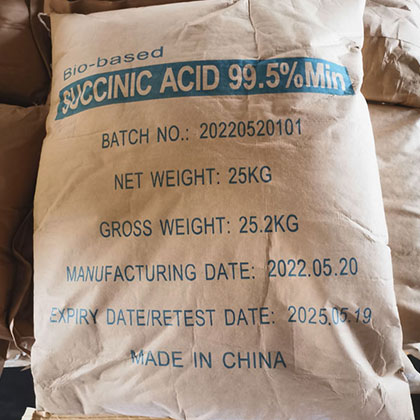 Bio-based
SUCCINIC ACID 99.5%Min
BATCH NO.: 20220520101
NET WEIGHT: 25KG
GROSS WEIGHT: 25.2KG
MANUFACTURING DATE: 2022.05.20
EXPIRY DATE/RETEST DATE: 2025.05.19
MADE IN CHINA